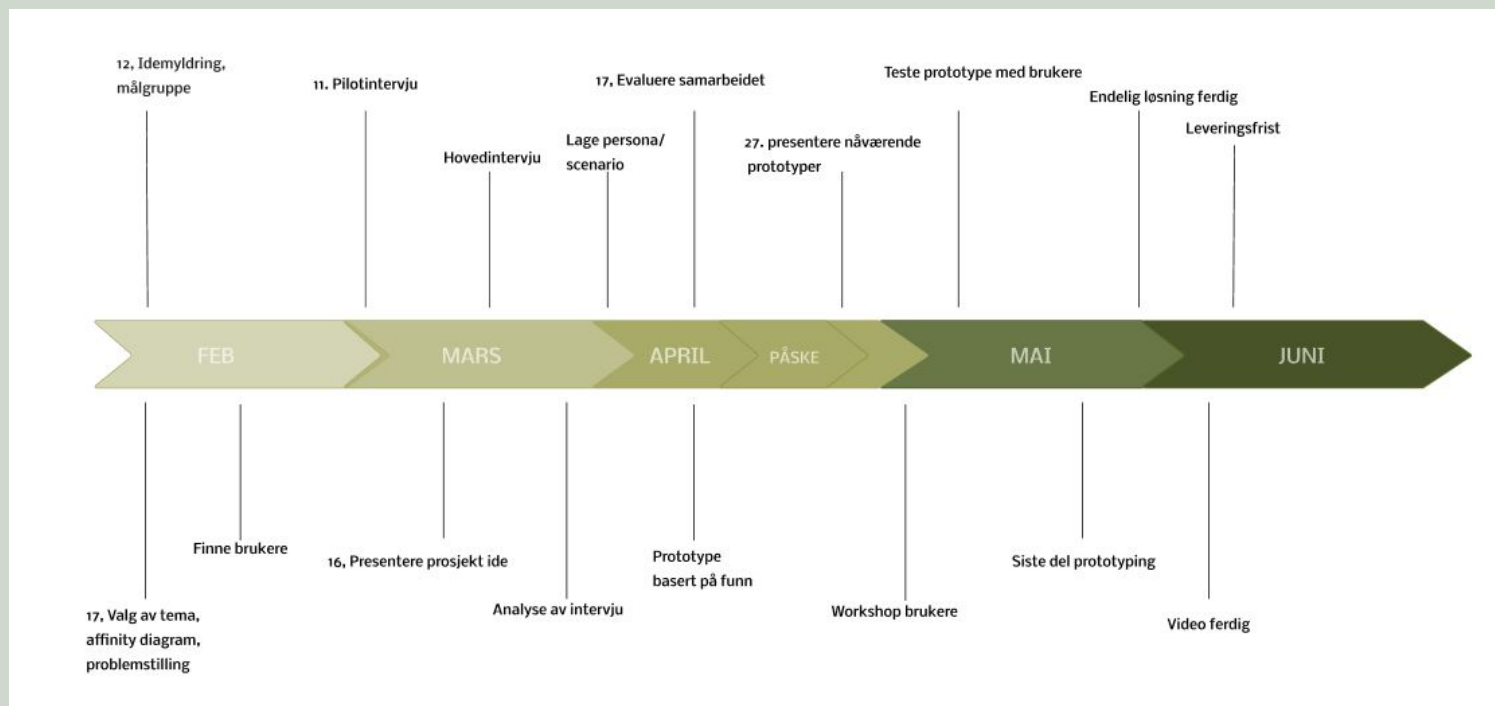 12, Idemyldring,
målgruppe
11. Pilotintervju
Hovedintervju
Lage persona/
scenario
17, Evaluere samarbeidet
27. presentere nåværende
prototyper
Teste prototype med brukere
Endelig løsning ferdig
Leveringsfrist
FEB
MARS
APRIL
PÅSKE
MAI
JUNI
17, Valg av tema,
affinity diagram,
problemstilling
Finne brukere
16, Presentere prosjekt ide
Analyse av intervju
Prototype
basert på funn
Workshop brukere
Siste del prototyping
Video ferdig